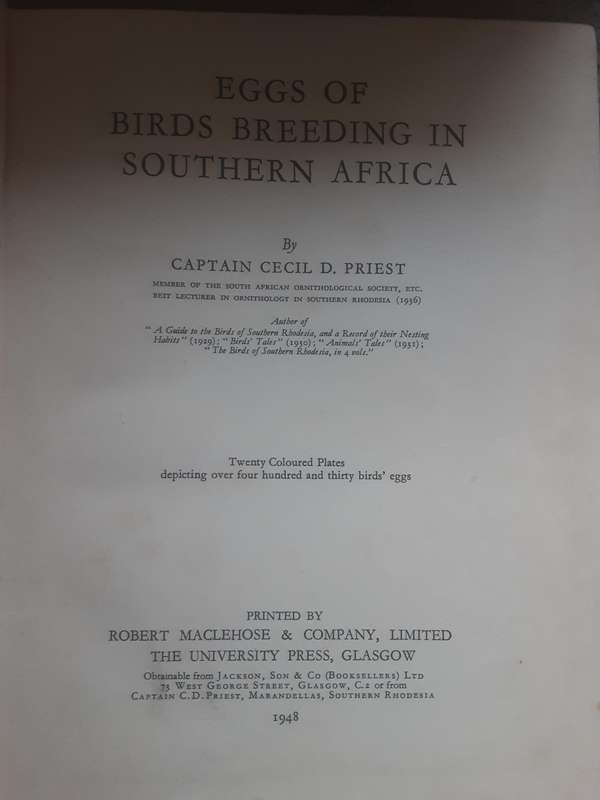 EGGS OF
BIRDS BREEDING IN
SOUTHERN AFRICA
By
CAPTAIN CECIL D. PRIEST
MEMBER OF THE SOUTH AFRICAN ORNITHOLOGICAL SOCIETY, ETC.
BEIT LECTURER IN ORNITHOLOGY IN SOUTHERN RHODESIA (1936)
Author of
"A Guide to the Birds of Southern Rhodesia, and a Record of their Nesting
Habits" (1929); "Birds' Tales" (1930); "Animals' Tales" (1931);
"The Birds of Southern Rhodesia, in 4 vols."
Twenty Coloured Plates
depicting over four hundred and thirty birds' eggs
PRINTED BY
ROBERT MACLEHOSE & COMPANY, LIMITED
THE UNIVERSITY PRESS, GLASGOW
Obtainable from JACKSON, SON & CO (BOOKSELLERS) LTD
75 WEST GEORGE STREET, GLASGOW, C.2 or from
CAPTAIN C.D.PRIEST, MARANDELLAS, SOUTHERN RHODESIA
1948